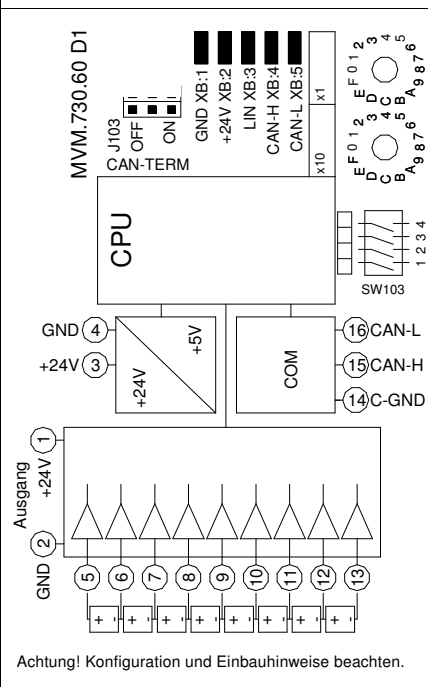 MVM.730.60 D1
J103
OFF
ON
CAN-TERM
GND XB:1
+24V XB:2
LIN XB:3
CAN-H XB:4
CAN-L XB:5
x1
x10
E F 0 1 2 3 4 5 6 7 8 9 A B C D
E F 0 1 2 3 4 5 6 7 8 9 A B C D
CPU
1 2 3 4
SW103
GND 4
+24V 3
+24V
+5V
COM
16 CAN-L
15 CAN-H
14 C-GND
Ausgang
+24V 1
GND 2
5 6 7 8 9 10 11 12 13
+ - + - + - + - + - + - + - + -
Achtung! Konfiguration und Einbauhinweise beachten.